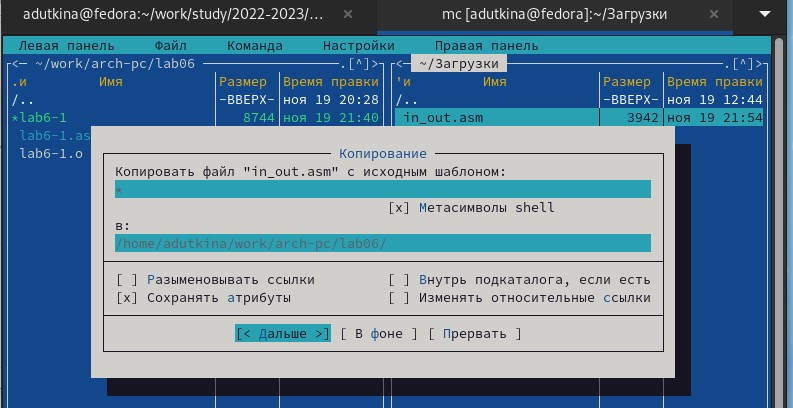 adutkina@fedora:~/work/study/2022-2023/... × mc [adutkina@fedora]:~/Загрузки ×
Левая панель Файл Команда Настройки Правая панель
<— ~/work/arch-pc/lab06 .[^]> <— ~/Загрузки .[^]>
.и Имя Размер Время правки 'и Имя Размер Время правки
/.. -ВВЕРХ- ноя 19 20:28 /.. -ВВЕРХ- ноя 19 12:44
*lab6-1 8744 ноя 19 21:40 in_out.asm 3942 ноя 19 21:54
lab6-1.as
lab6-1.o
Копирование
Копировать файл "in_out.asm" с исходным шаблоном:
*
[x] Метасимволы shell
в:
/home/adutkina/work/arch-pc/lab06/
[ ] Разыменовывать ссылки [ ] Внутрь подкаталога, если есть
[x] Сохранять атрибуты [ ] Изменять относительные ссылки
[< Дальше >] [ В фоне ] [ Прервать ]